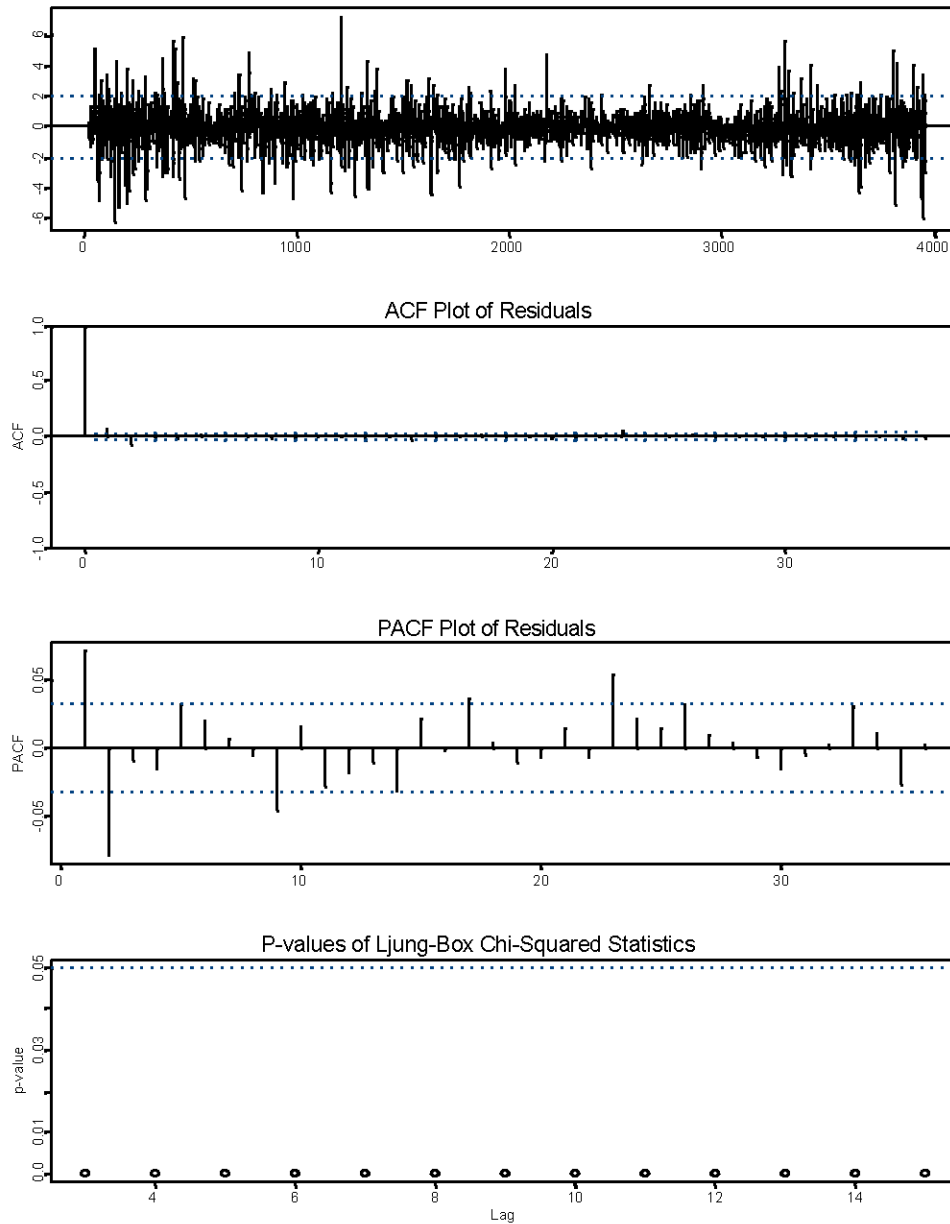 6
4
2
0
-2
-4
-6
0 1000 2000 3000 4000
ACF Plot of Residuals
1.0
0.5
0.0
-0.5
-1.0
ACF
0 10 20 30
PACF Plot of Residuals
0.05
0.0
-0.05
PACF
0 10 20 30
P-values of Ljung-Box Chi-Squared Statistics
0.05
0.03
0.01
0.0
p-value
4 6 8 10 12 14
Lag